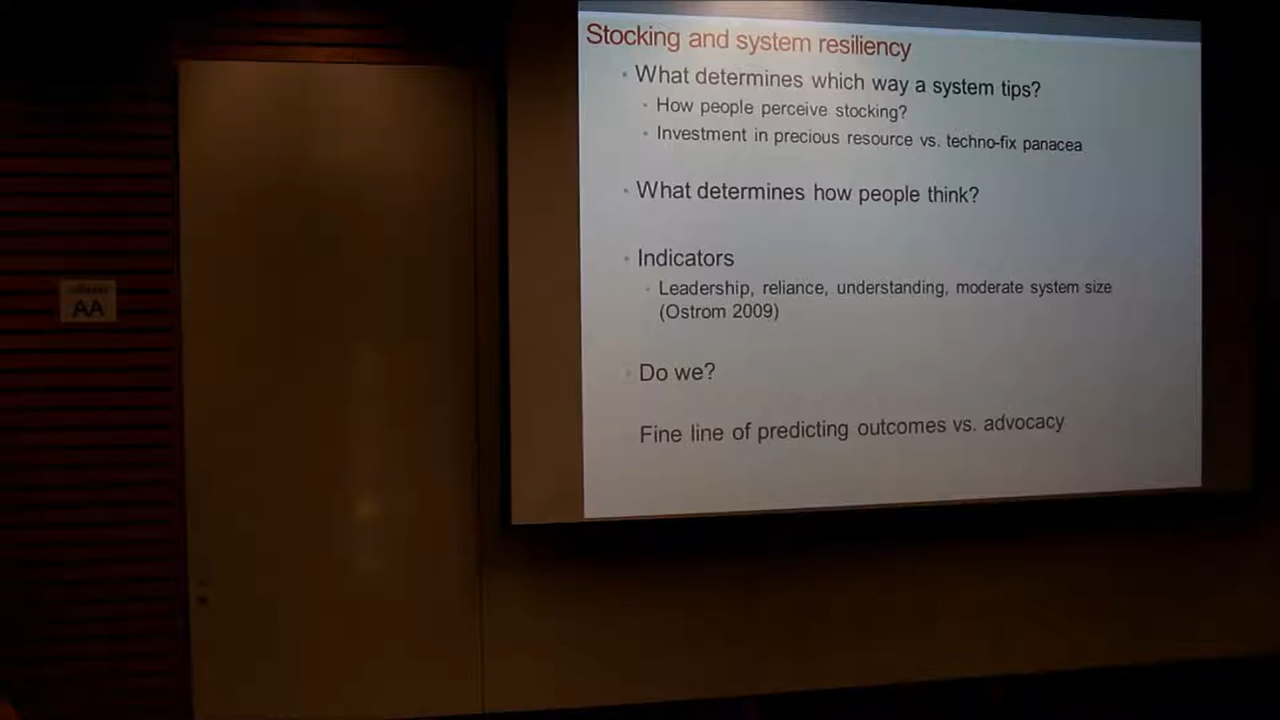 Stocking and system resiliency
• What determines which way a system tips?
• How people perceive stocking?
• Investment in precious resource vs. techno-fix panacea
• What determines how people think?
• Indicators
• Leadership, reliance, understanding, moderate system size
(Ostrom 2009)
• Do we?
Fine line of predicting outcomes vs. advocacy
AA